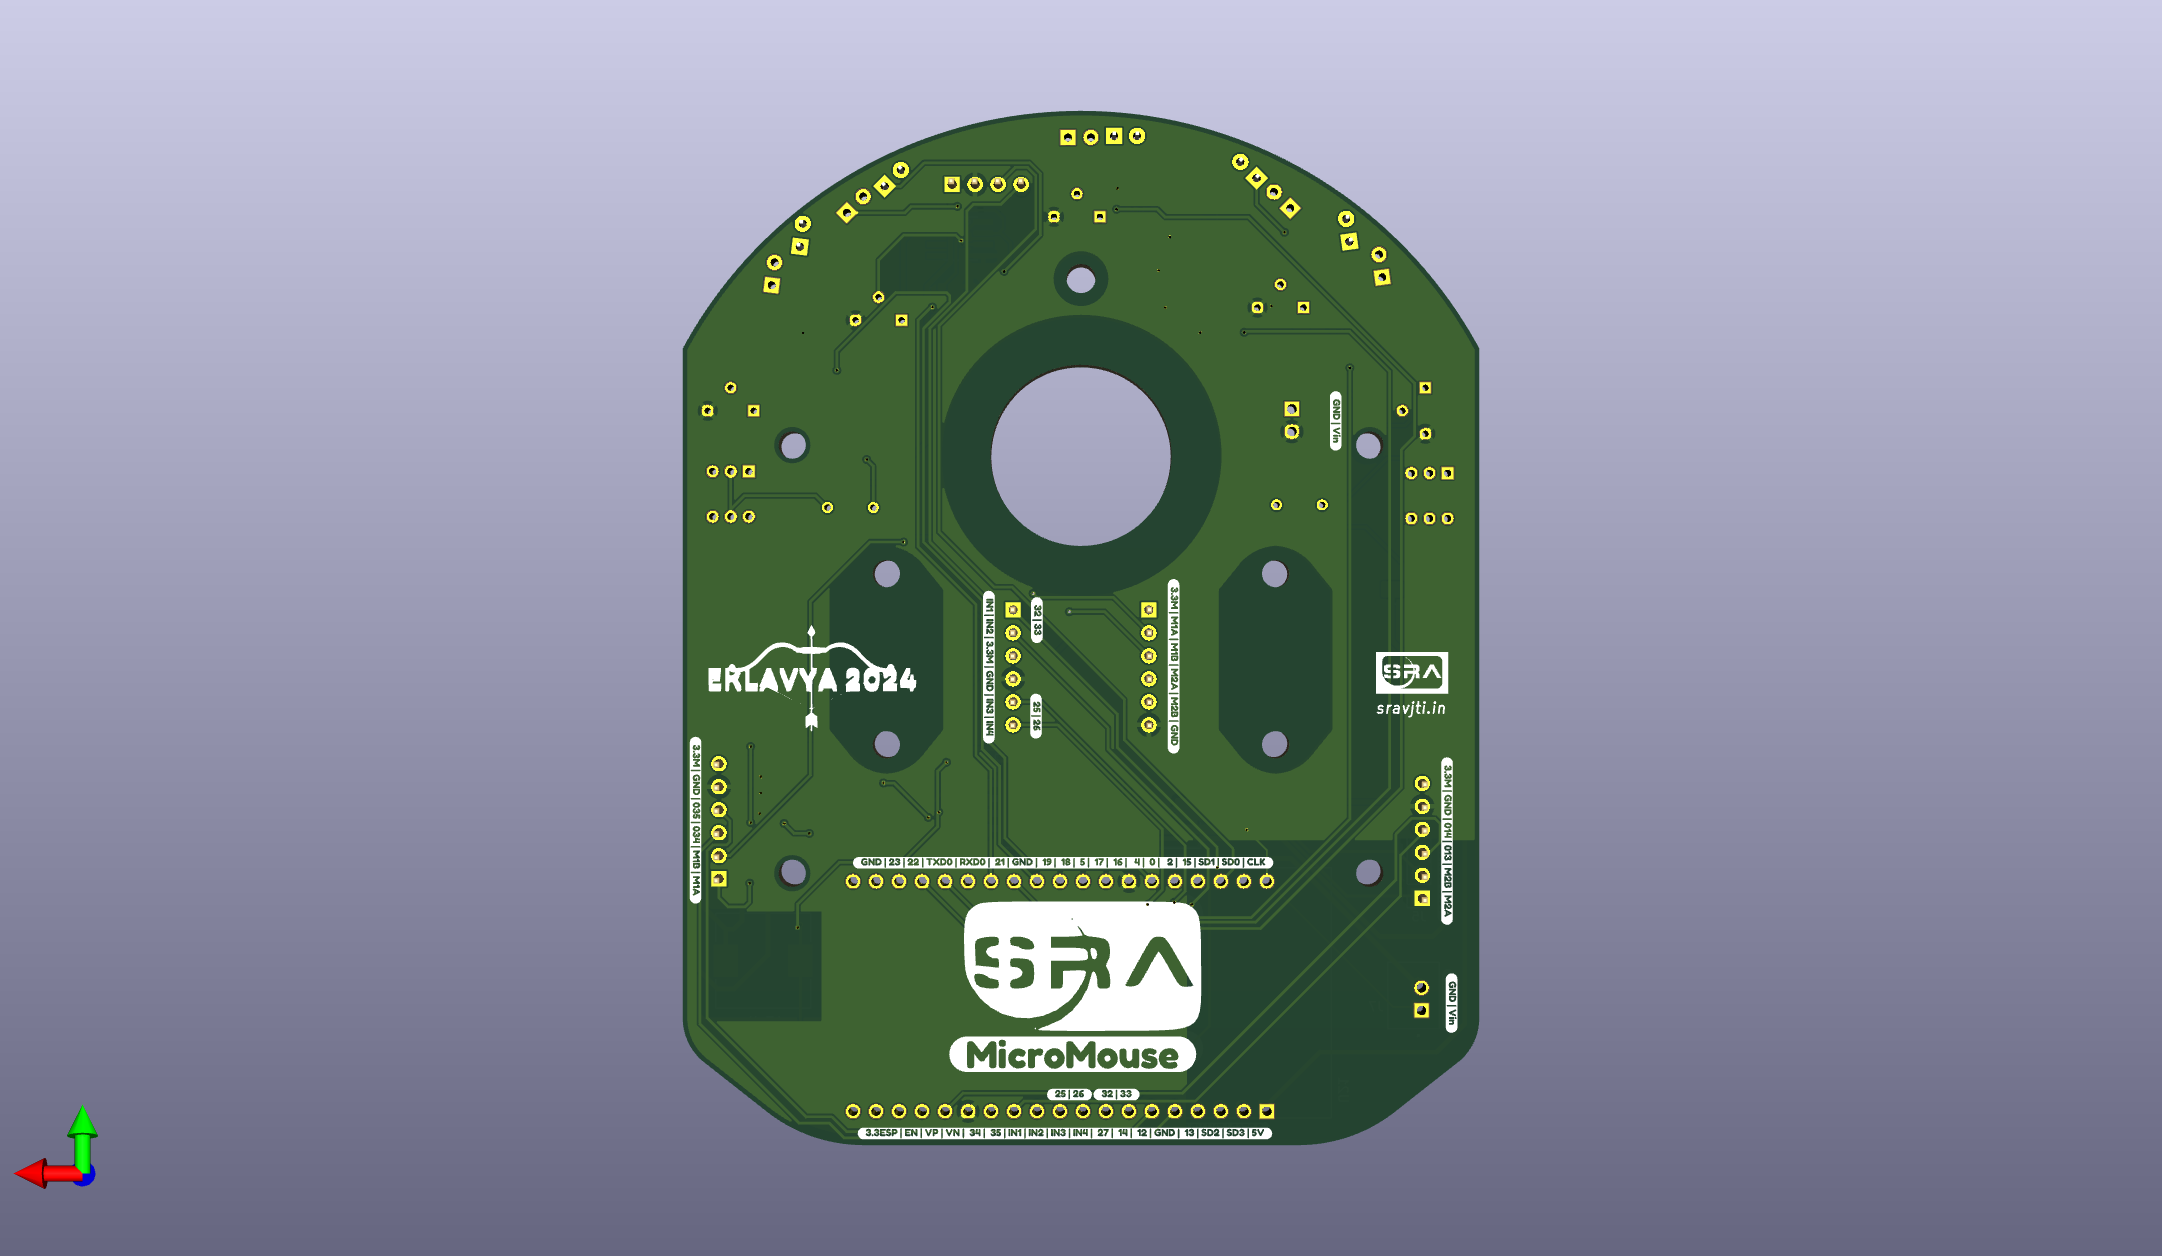 GND | Vin
IN1 | IN2 | 3.3M | GND | IN3 | IN4
32 | 33
25 | 26
3.3M | M1A | M1B | M2A | M2B | GND
ERLAVYA 2024
SRA
sravjti.in
3.3M | GND | 035 | 034 | M1B | M1A
3.3M | GND | 014 | 013 | M2B | M2A
GND | 23 | 22 | TXD0 | RXD0 | 21 | GND | 19 | 18 | 5 | 17 | 16 | 4 | 0 | 2 | 15 | SD1 | SD0 | CLK
SRA
GND | Vin
MicroMouse
25 | 26 32 | 33
3.3ESP | EN | VP | VN | 34 | 35 | IN1 | IN2 | IN3 | IN4 | 27 | 14 | 12 | GND | 13 | SD2 | SD3 | 5V